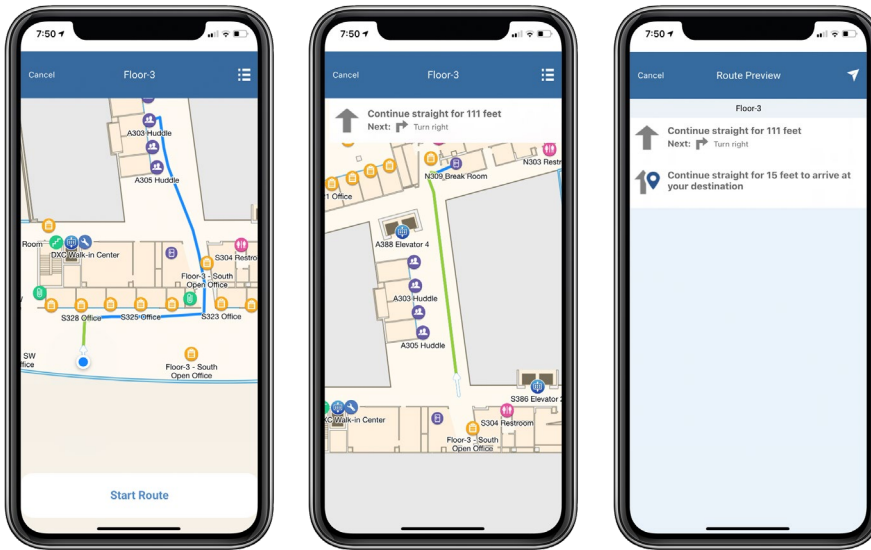 7:50
Cancel
Floor-3
A303 Huddle
A305 Huddle
Room
DXC Walk-in Center
S304 Restro
Floor-3 - South
Open Office
S328 Office
S325 Office
S323 Office
SW
ffice
Floor-3 - South
Open Office
Start Route
7:50
Cancel
Floor-3
Continue straight for 111 feet
Next: Turn right
N303 Restr
N309 Break Room
1 Office
A388 Elevator 4
A303 Huddle
A305 Huddle
S386 Elevator 2
XC Walk-in Center
S304 Restroom
Floor-3 - South
Open Office
7:50
Cancel
Route Preview
Floor-3
Continue straight for 111 feet
Next: Turn right
Continue straight for 15 feet to arrive at
your destination